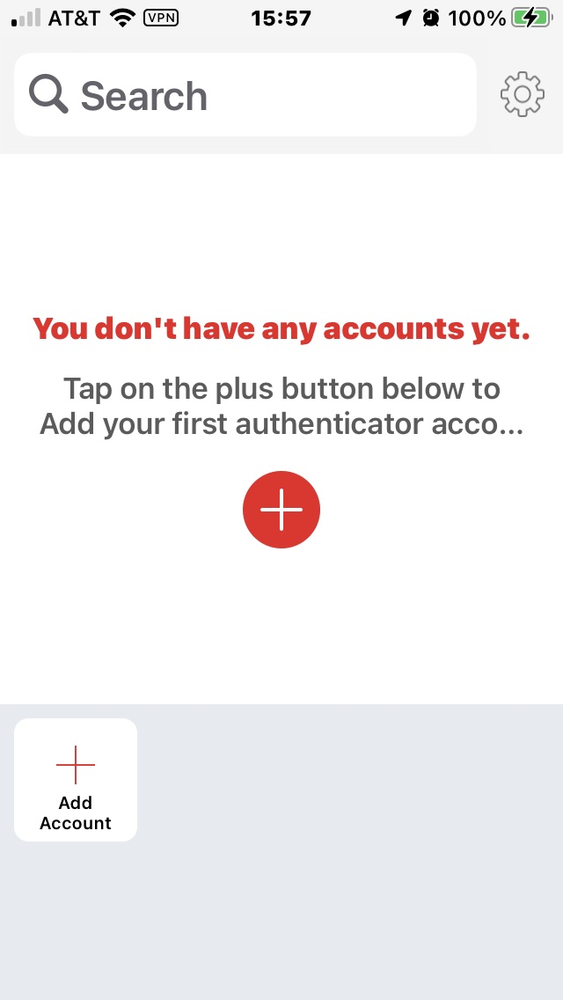 AT&T VPN 15:57 100%
Search
You don't have any accounts yet.
Tap on the plus button below to
Add your first authenticator acco...
Add
Account